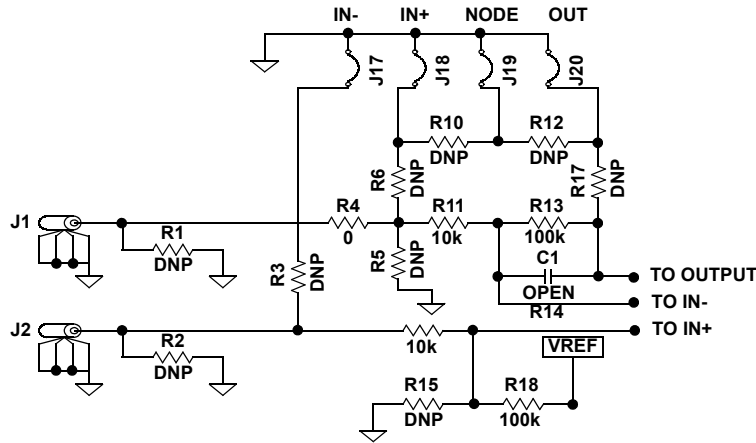 IN- IN+ NODE OUT
J17 J18 J19 J20
R10 R12
DNP DNP
R6 DNP R17 DNP
J1 R1 DNP
R4 R11 R13
0 10k 100k
C1
R3 DNP R5 DNP
OPEN
TO OUTPUT
TO IN-
R14
J2 TO IN+
R2 DNP
10k
VREF
R15 R18
DNP 100k